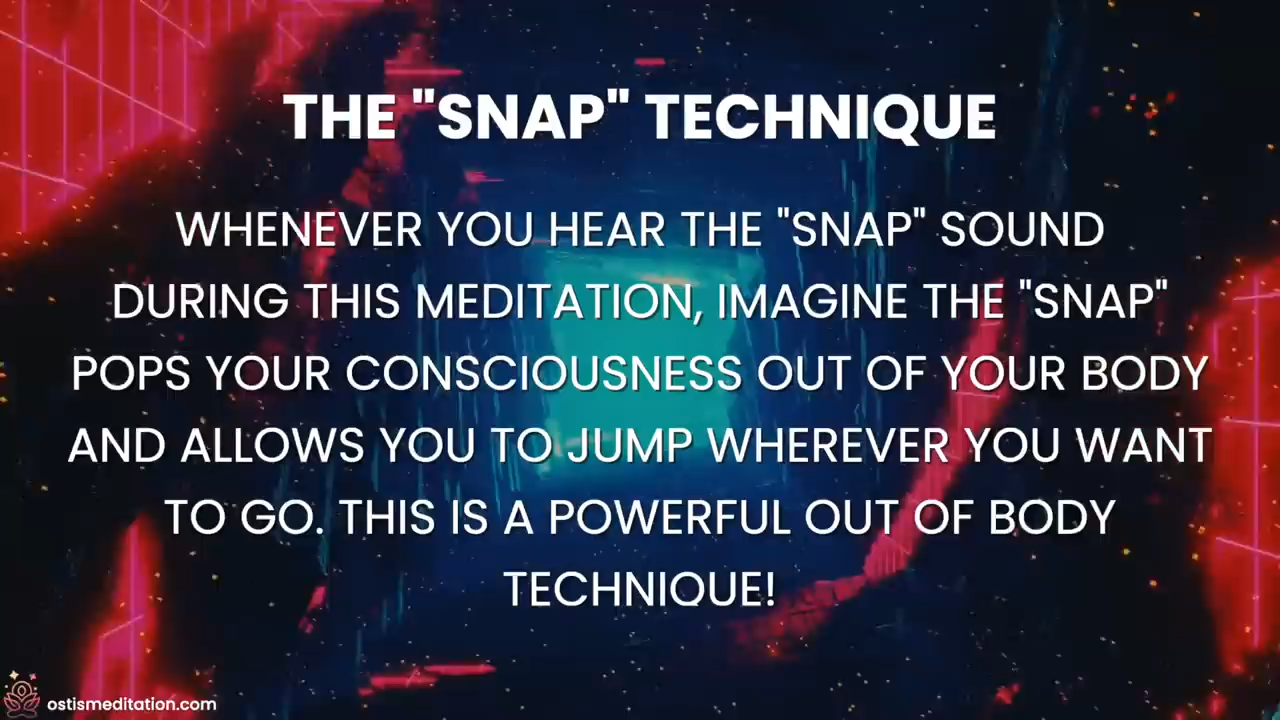 THE "SNAP" TECHNIQUE
WHENEVER YOU HEAR THE "SNAP" SOUND
DURING THIS MEDITATION, IMAGINE THE "SNAP"
POPS YOUR CONSCIOUSNESS OUT OF YOUR BODY
AND ALLOWS YOU TO JUMP WHEREVER YOU WANT
TO GO. THIS IS A POWERFUL OUT OF BODY
TECHNIQUE!
ostismeditation.com